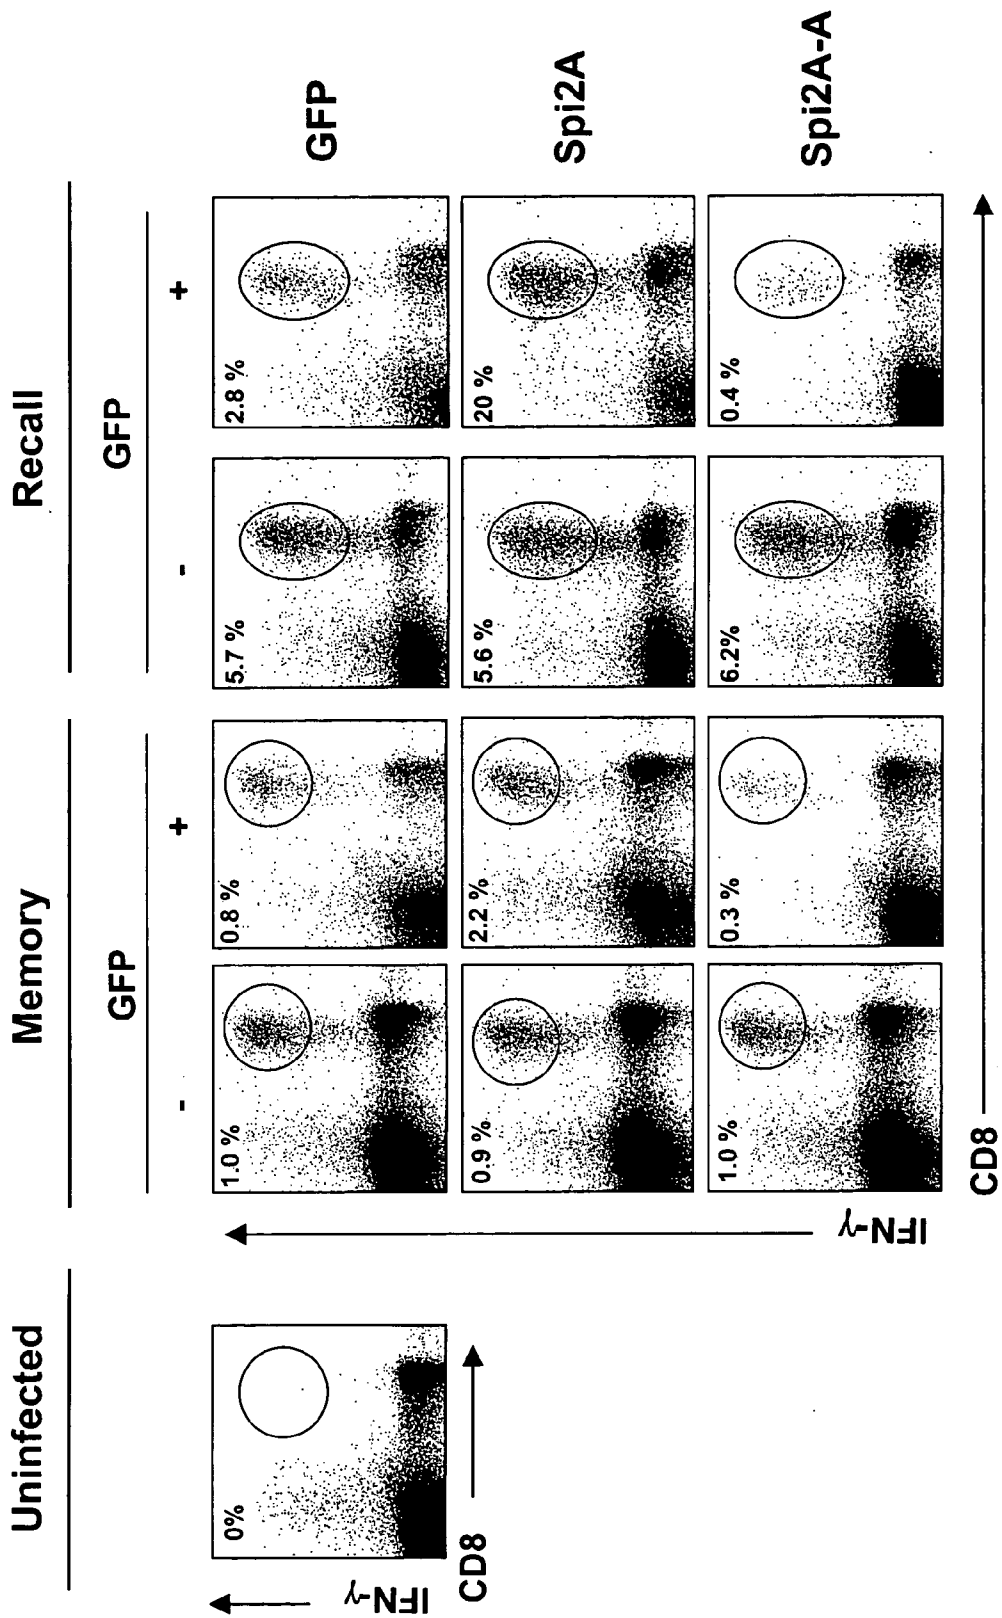 Uninfected
Memory
Recall
GFP
GFP
-
+
-
+
0%
1.0 %
0.8 %
5.7 %
2.8 %
GFP
0.9 %
2.2 %
5.6 %
20 %
Spi2A
1.0 %
0.3 %
6.2%
0.4 %
Spi2A-A
IFN-γ
CD8
IFN-γ
CD8